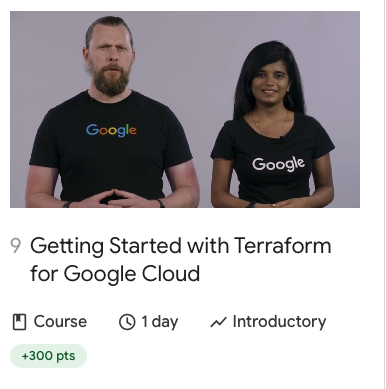 Google
Google
9 Getting Started with Terraform
for Google Cloud
Course 1 day Introductory
+300 pts